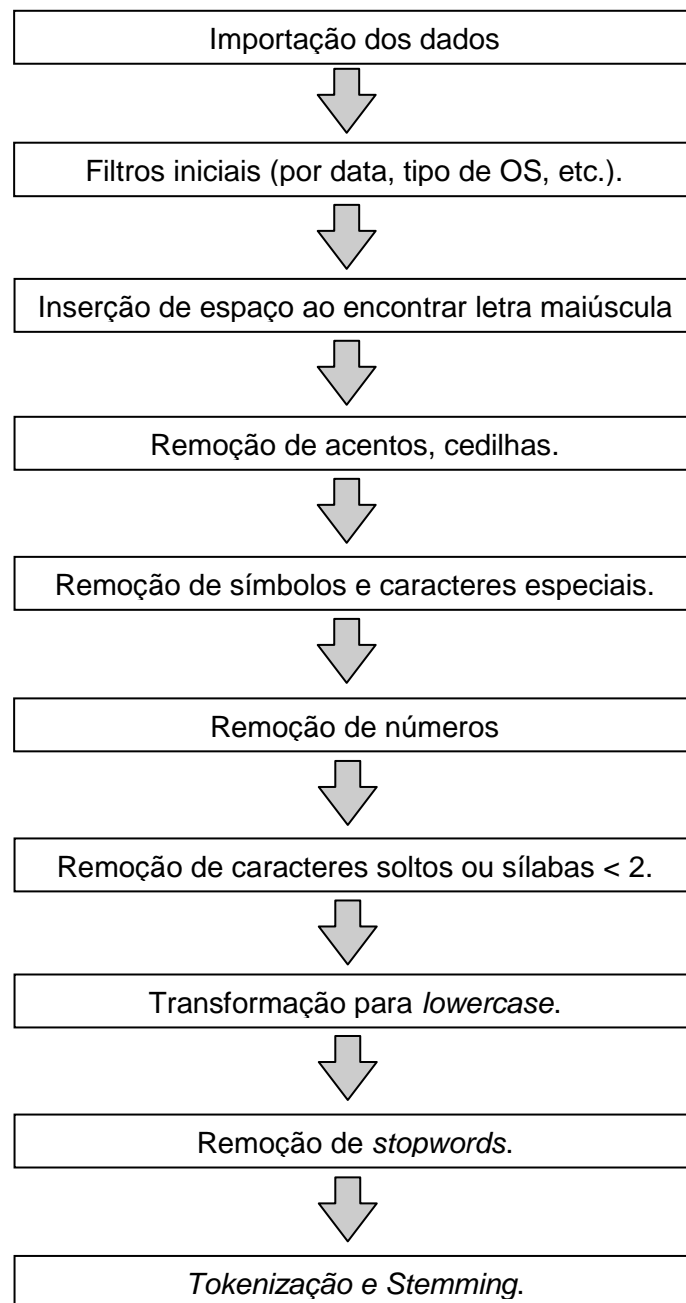 Importação dos dados
Filtros iniciais (por data, tipo de OS, etc.).
Inserção de espaço ao encontrar letra maiúscula
Remoção de acentos, cedilhas.
Remoção de símbolos e caracteres especiais.
Remoção de números
Remoção de caracteres soltos ou sílabas < 2.
Transformação para lowercase.
Remoção de stopwords.
Tokenização e Stemming.